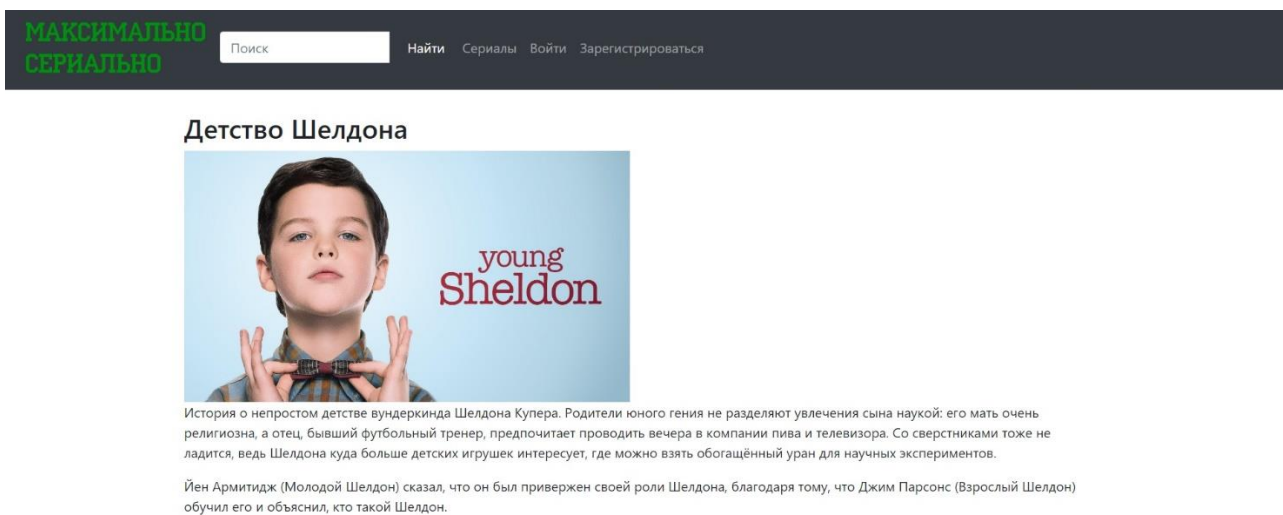 МАКСИМАЛЬНО
СЕРИАЛЬНО
Поиск
Найти Сериалы Войти Зарегистрироваться
Детство Шелдона
young
Sheldon
История о непростом детстве вундеркинда Шелдона Купера. Родители юного гения не разделяют увлечения сына наукой: его мать очень
религиозна, а отец, бывший футбольный тренер, предпочитает проводить вечера в компании пива и телевизора. Со сверстниками тоже не
ладится, ведь Шелдона куда больше детских игрушек интересует, где можно взять обогащённый уран для научных экспериментов.
Йен Армитидж (Молодой Шелдон) сказал, что он был привержен своей роли Шелдона, благодаря тому, что Джим Парсонс (Взрослый Шелдон)
обучил его и объяснил, кто такой Шелдон.